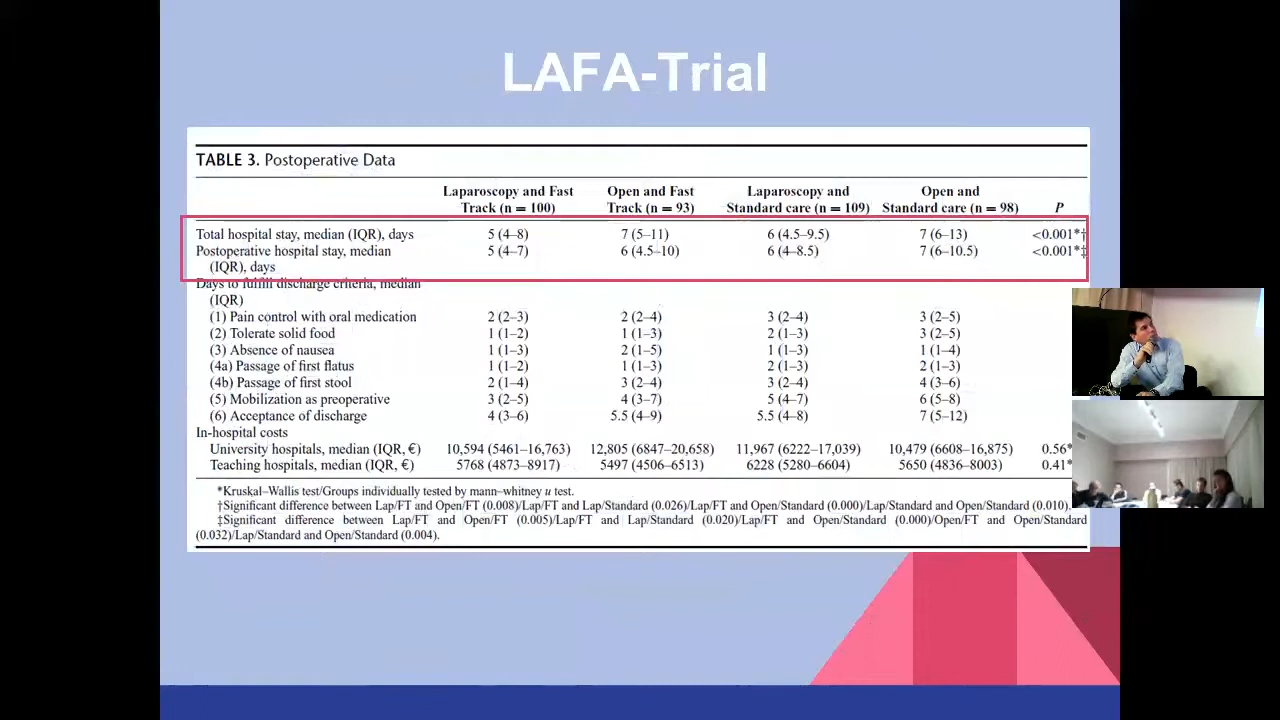 LAFA-Trial
TABLE 3. Postoperative Data
Laparoscopy and Fast Track (n = 100) Open and Fast Track (n = 93) Laparoscopy and Standard care (n = 109) Open and Standard care (n = 98) P
Total hospital stay, median (IQR), days 5 (4–8) 7 (5–11) 6 (4.5–9.5) 7 (6–13) <0.001*†
Postoperative hospital stay, median 5 (4–7) 6 (4.5–10) 6 (4–8.5) 7 (6–10.5) <0.001*‡
(IQR), days
Days to fulfill discharge criteria, median
(IQR)
(1) Pain control with oral medication 2 (2–3) 2 (2–4) 3 (2–4) 3 (2–5)
(2) Tolerate solid food 1 (1–2) 1 (1–3) 2 (1–3) 3 (2–5)
(3) Absence of nausea 1 (1–3) 2 (1–5) 1 (1–3) 1 (1–4)
(4a) Passage of first flatus 1 (1–2) 1 (1–3) 2 (1–3) 2 (1–3)
(4b) Passage of first stool 2 (1–4) 3 (2–4) 3 (2–4) 4 (3–6)
(5) Mobilization as preoperative 3 (2–5) 4 (3–7) 5 (4–7) 6 (5–8)
(6) Acceptance of discharge 4 (3–6) 5.5 (4–9) 5.5 (4–8) 7 (5–12)
In-hospital costs
University hospitals, median (IQR, €) 10,594 (5461–16,763) 12,805 (6847–20,658) 11,967 (6222–17,039) 10,479 (6608–16,875) 0.56*
Teaching hospitals, median (IQR, €) 5768 (4873–8917) 5497 (4506–6513) 6228 (5280–6604) 5650 (4836–8003) 0.41*
*Kruskal–Wallis test/Groups individually tested by mann–whitney u test.
†Significant difference between Lap/FT and Open/FT (0.008)/Lap/FT and Lap/Standard (0.026)/Lap/FT and Open/Standard (0.000)/Lap/Standard and Open/Standard (0.010).
‡Significant difference between Lap/FT and Open/FT (0.005)/Lap/FT and Lap/Standard (0.020)/Lap/FT and Open/Standard (0.000)/Open/FT and Open/Standard
(0.032)/Lap/Standard and Open/Standard (0.004).